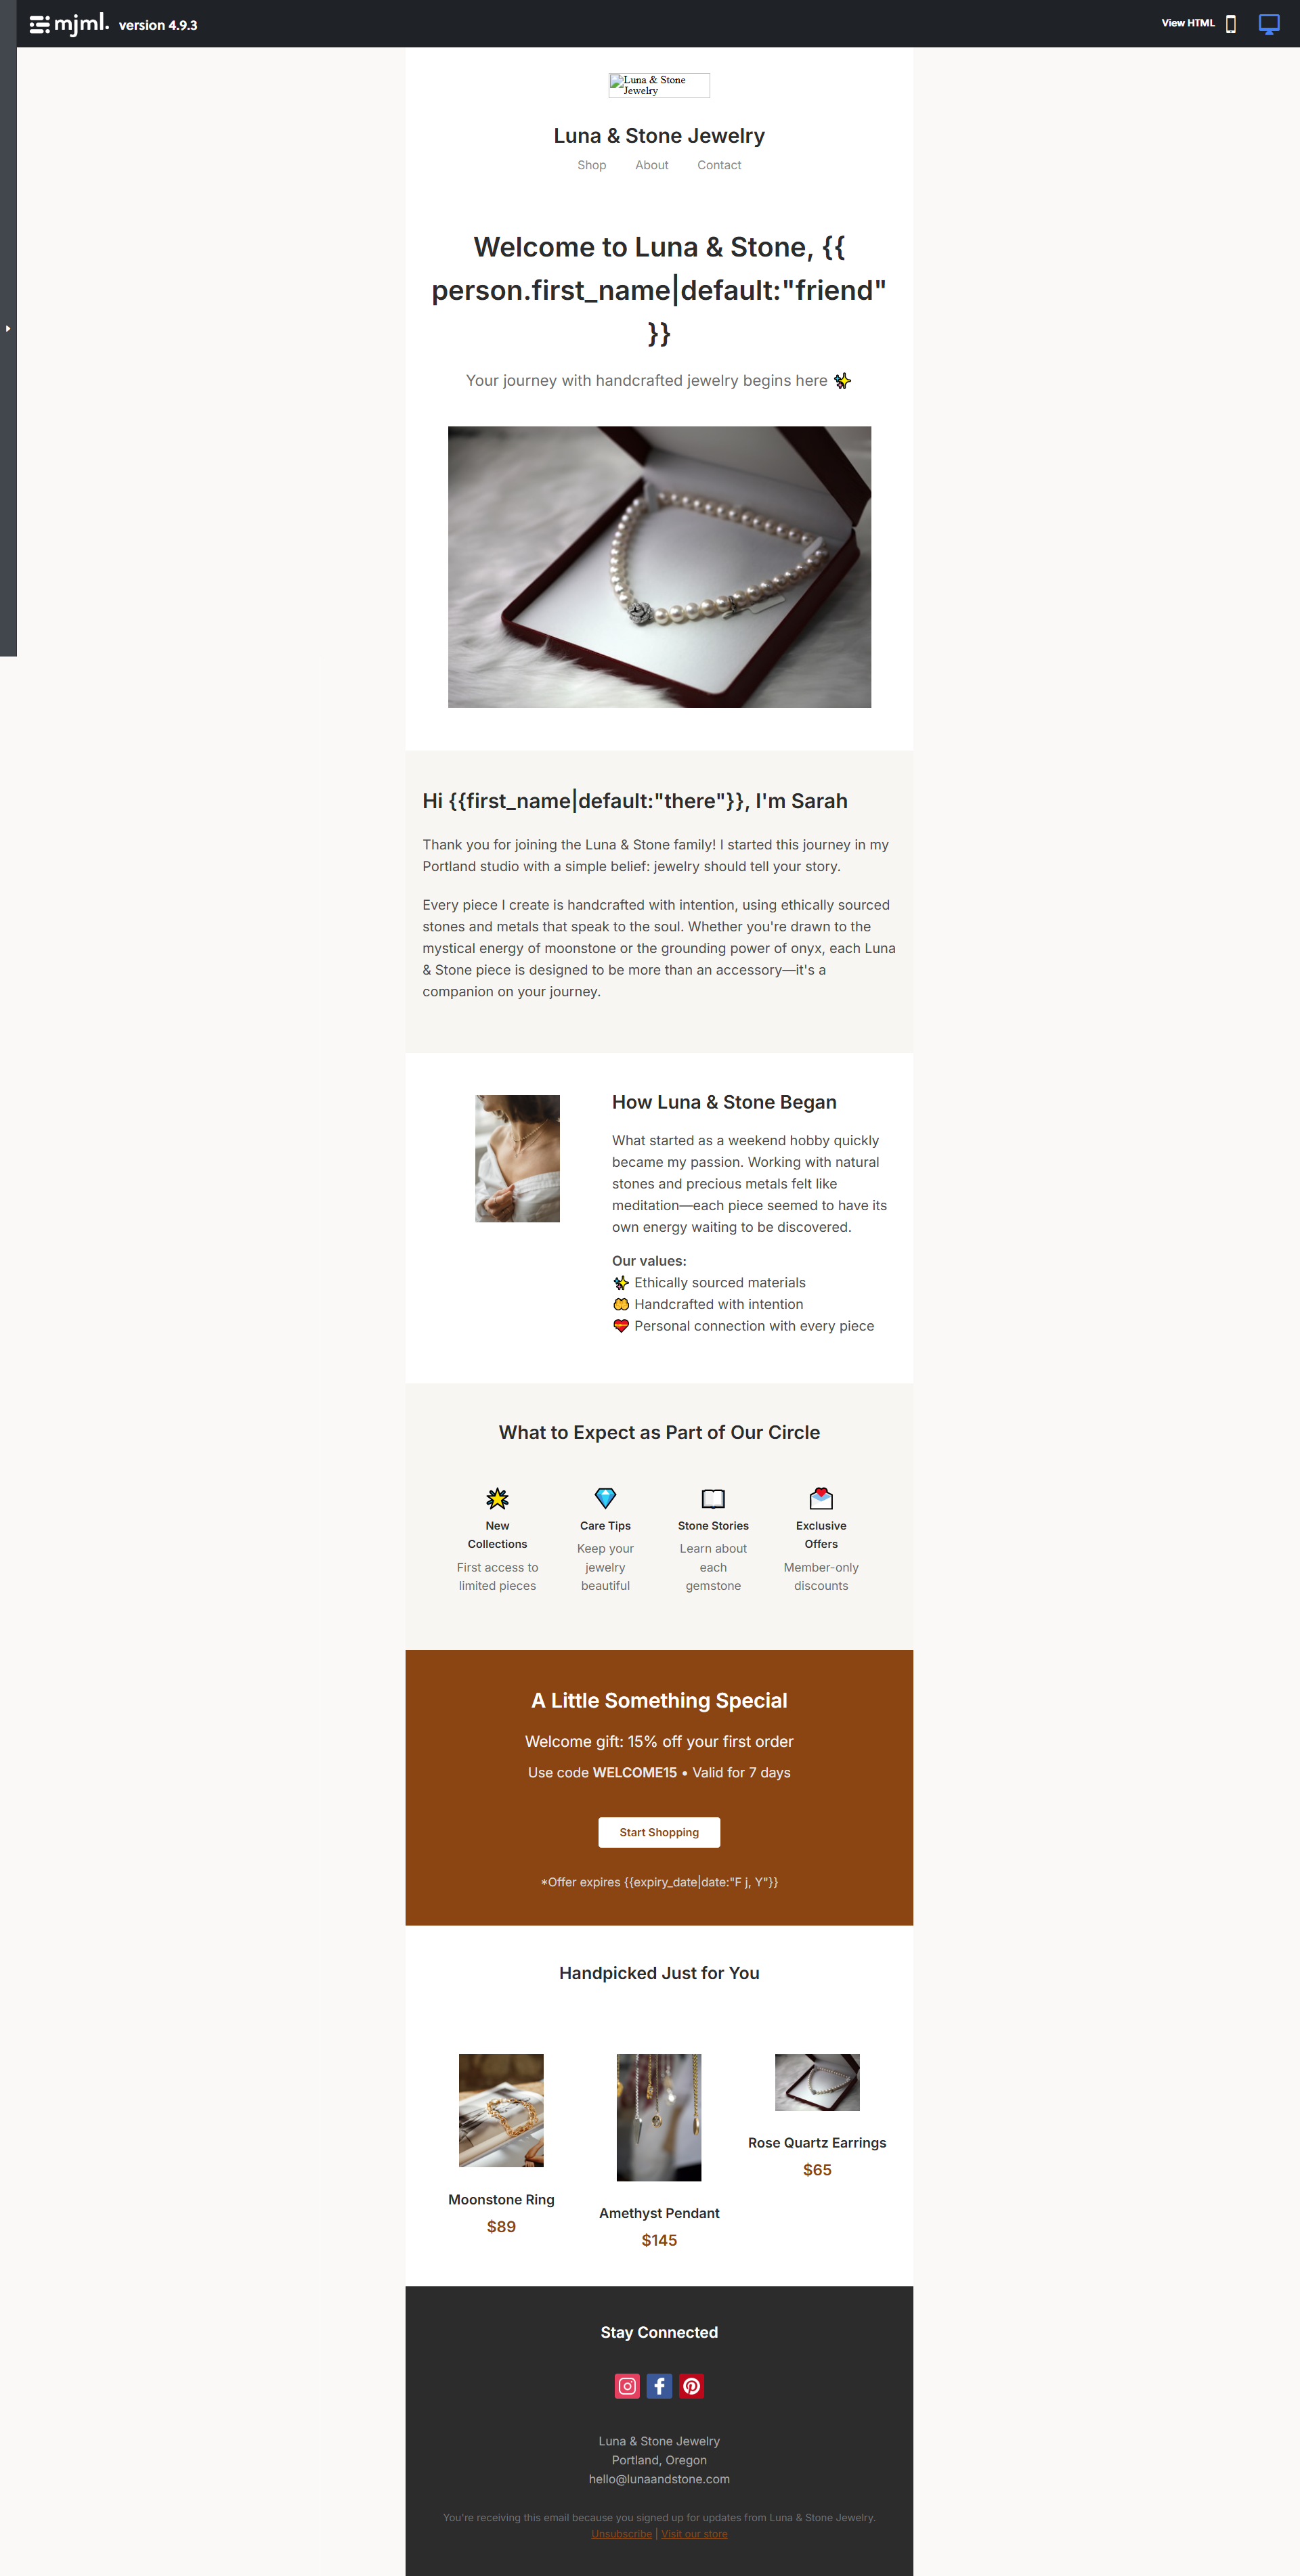 mjml. version 4.9.3
View HTML
Luna & Stone
Jewelry
Luna & Stone Jewelry
Shop About Contact
Welcome to Luna & Stone, {{
person.first_name|default:"friend"
}}
Your journey with handcrafted jewelry begins here ✨
Hi {{first_name|default:"there"}}, I'm Sarah
Thank you for joining the Luna & Stone family! I started this journey in my
Portland studio with a simple belief: jewelry should tell your story.
Every piece I create is handcrafted with intention, using ethically sourced
stones and metals that speak to the soul. Whether you're drawn to the
mystical energy of moonstone or the grounding power of onyx, each Luna
& Stone piece is designed to be more than an accessory—it's a
companion on your journey.
How Luna & Stone Began
What started as a weekend hobby quickly
became my passion. Working with natural
stones and precious metals felt like
meditation—each piece seemed to have its
own energy waiting to be discovered.
Our values:
✨ Ethically sourced materials
🤲 Handcrafted with intention
💝 Personal connection with every piece
What to Expect as Part of Our Circle
New
Collections
First access to
limited pieces
Care Tips
Keep your
jewelry
beautiful
Stone Stories
Learn about
each
gemstone
Exclusive
Offers
Member-only
discounts
A Little Something Special
Welcome gift: 15% off your first order
Use code WELCOME15 • Valid for 7 days
Start Shopping
*Offer expires {{expiry_date|date:"F j, Y"}}
Handpicked Just for You
Moonstone Ring
$89
Amethyst Pendant
$145
Rose Quartz Earrings
$65
Stay Connected
Luna & Stone Jewelry
Portland, Oregon
hello@lunaandstone.com
You're receiving this email because you signed up for updates from Luna & Stone Jewelry.
Unsubscribe | Visit our store